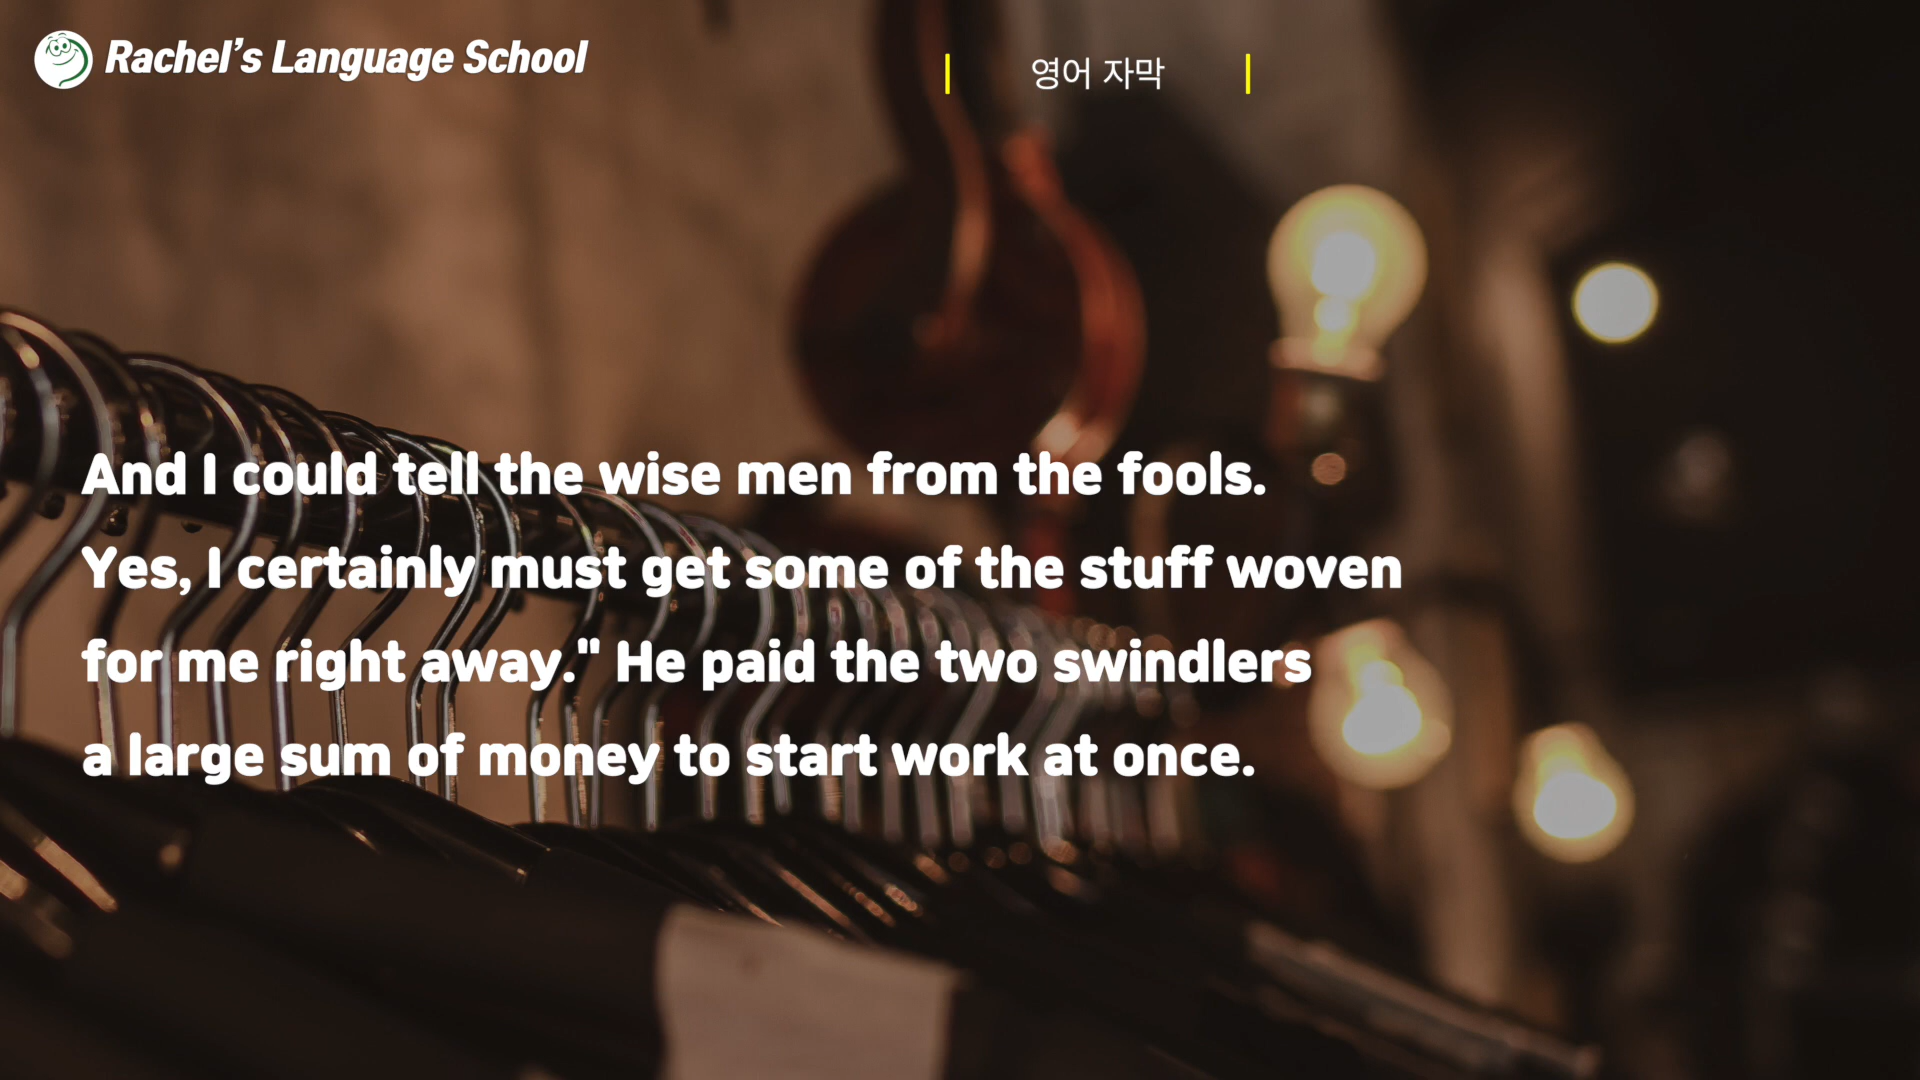 Rachel's Language School
영어 자막
And I could tell the wise men from the fools.
Yes, I certainly must get some of the stuff woven
for me right away." He paid the two swindlers
a large sum of money to start work at once.